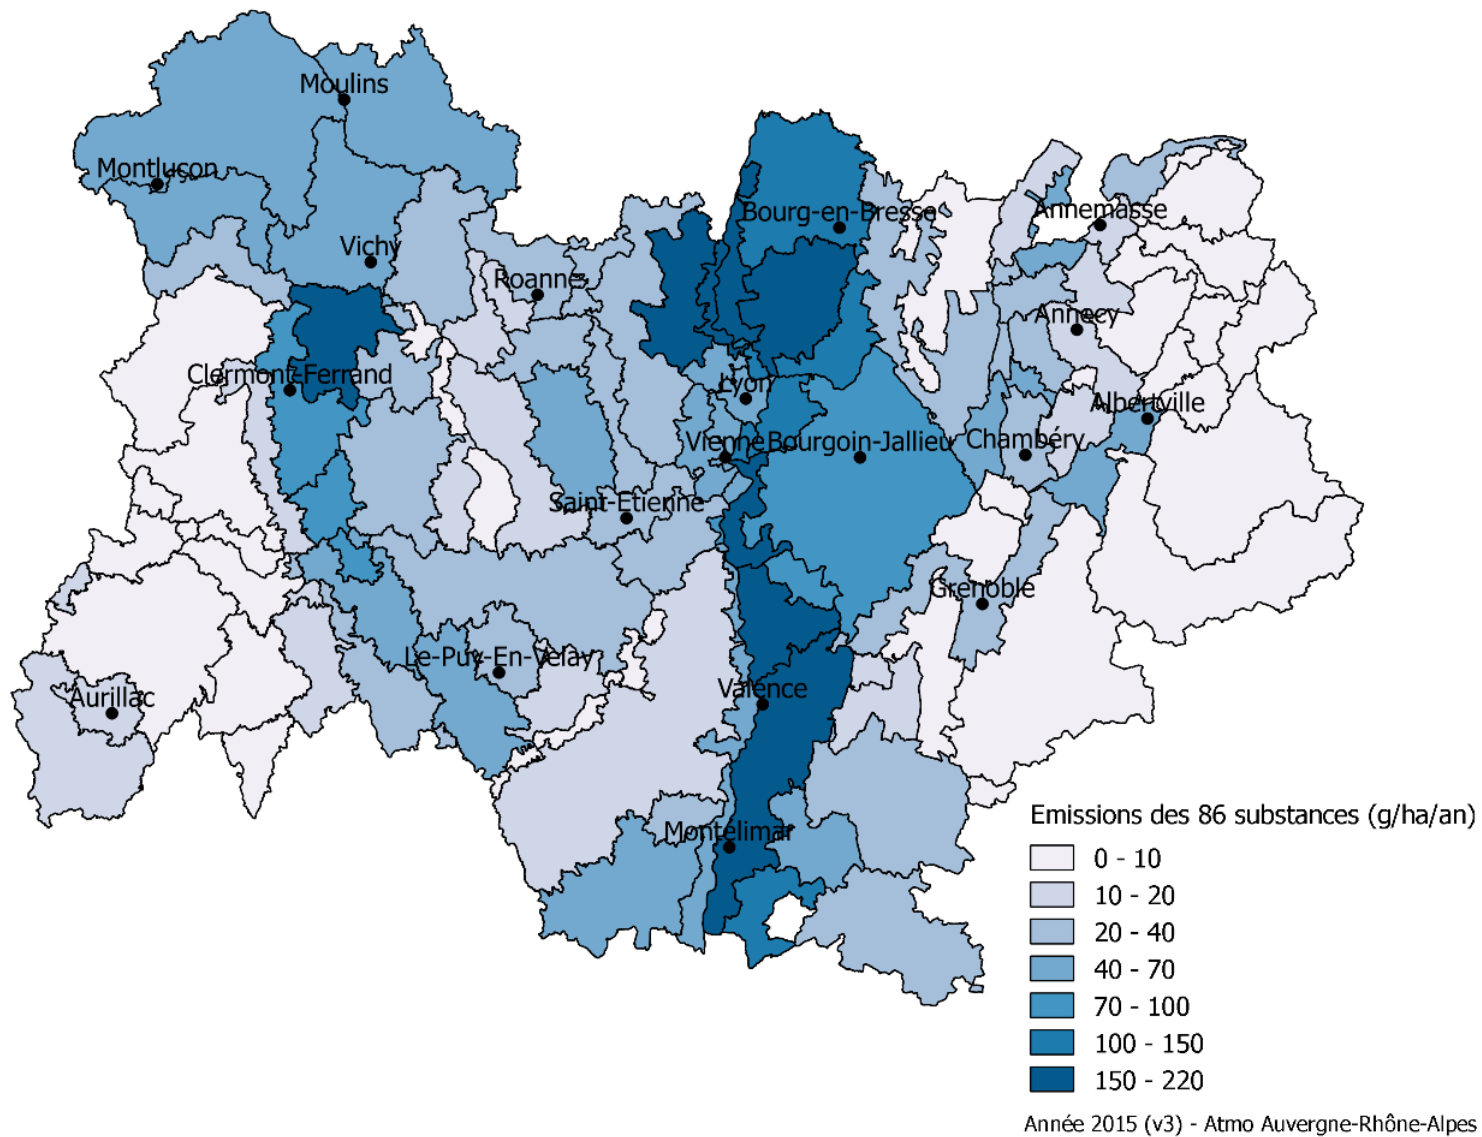 Moulins
Montluçon
Bourg-en-Bresse
Annemasse
Vichy
Roanne
Annecy
Clermont-Ferrand
Lyon
Albertville
Vienne
Bourgoin-Jallieu
Chambéry
Saint-Etienne
Grenoble
Le-Puy-En-Velay
Aurillac
Valence
Montélimar
Emissions des 86 substances (g/ha/an)
0 - 10
10 - 20
20 - 40
40 - 70
70 - 100
100 - 150
150 - 220
Année 2015 (v3) - Atmo Auvergne-Rhône-Alpes